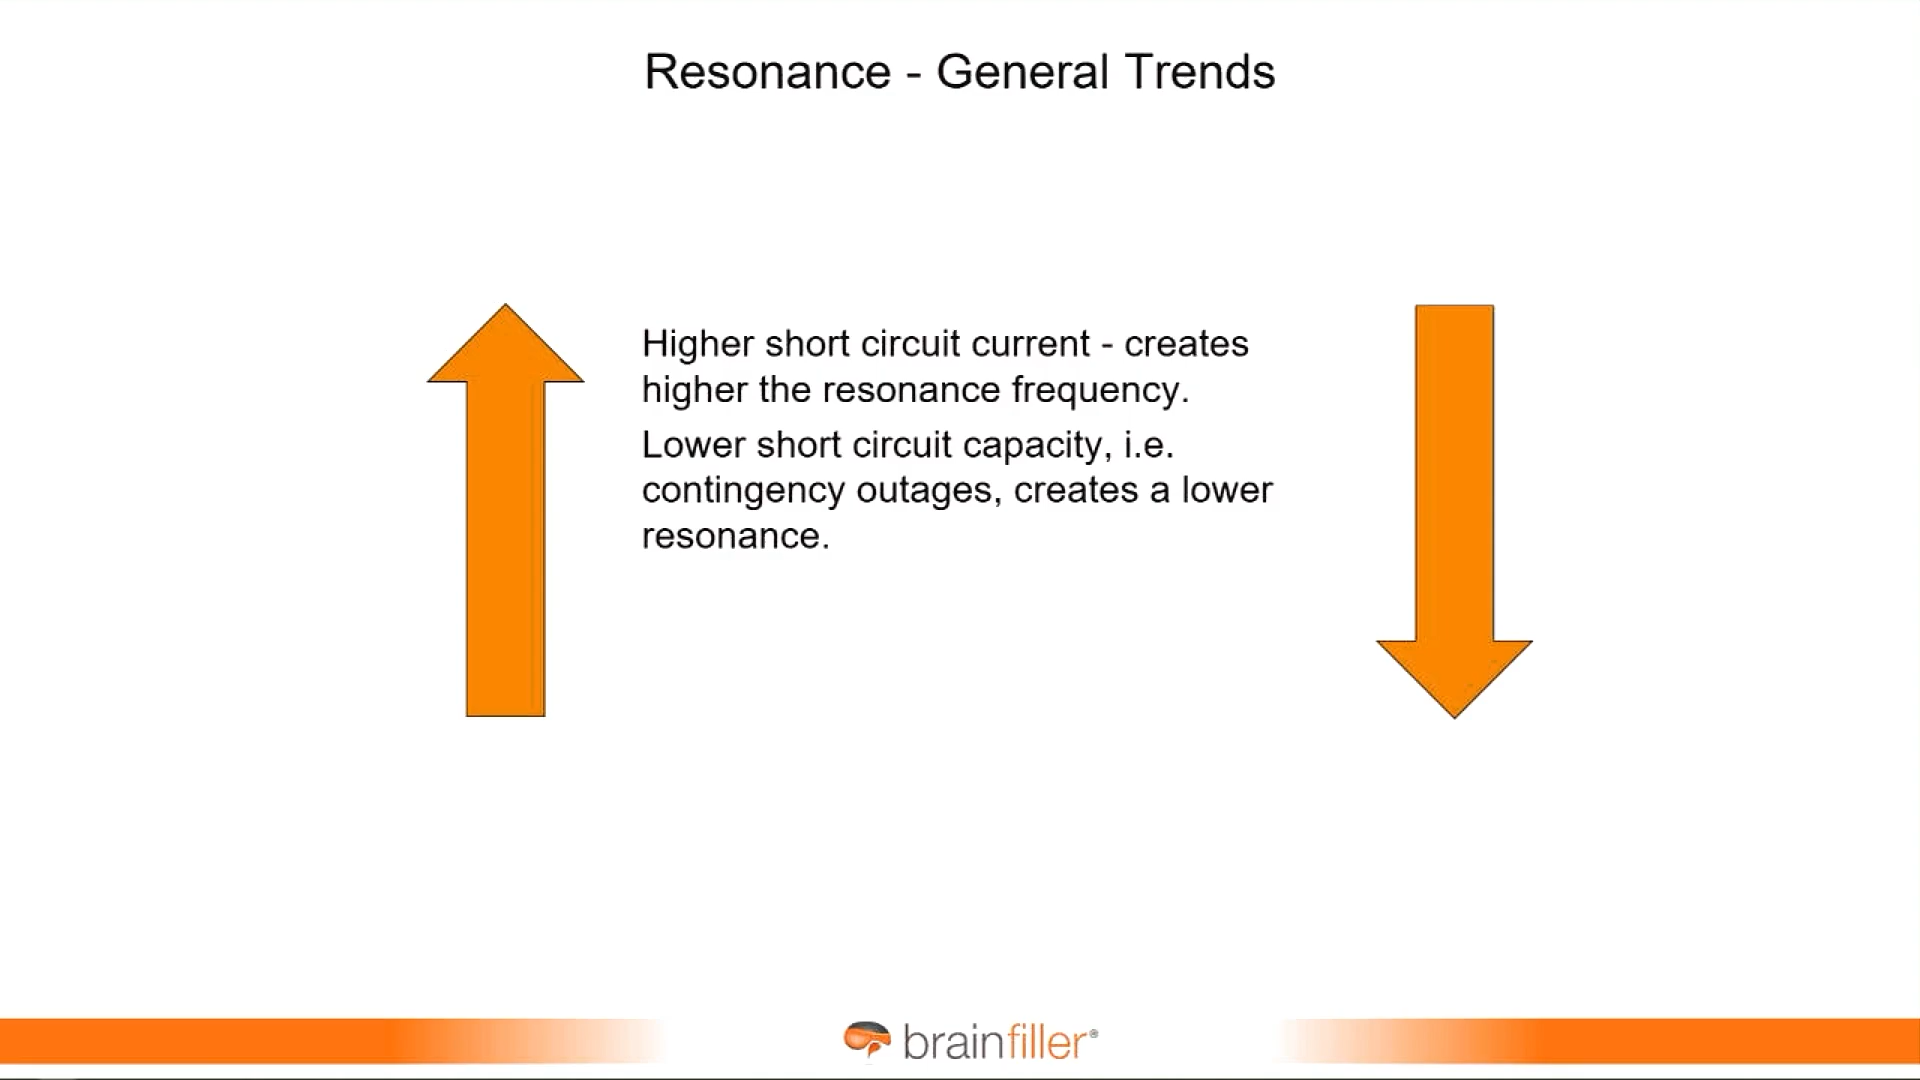 Resonance - General Trends
Higher short circuit current - creates
higher the resonance frequency.
Lower short circuit capacity, i.e.
contingency outages, creates a lower
resonance.
brainfiller®